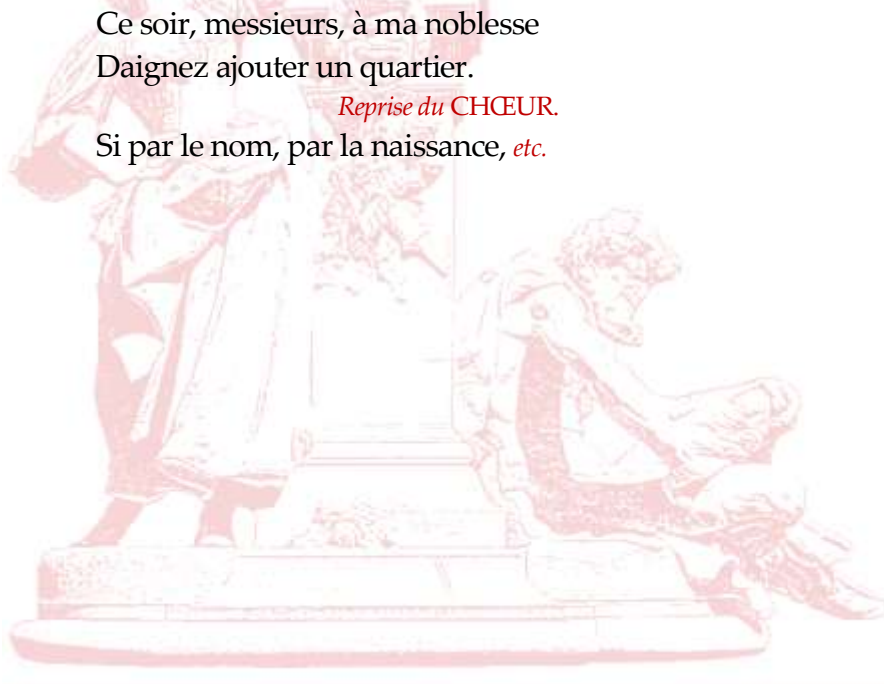 Ce soir, messieurs, à ma noblesse
Daignez ajouter un quartier.
Reprise du CHŒUR.
Si par le nom, par la naissance, etc.